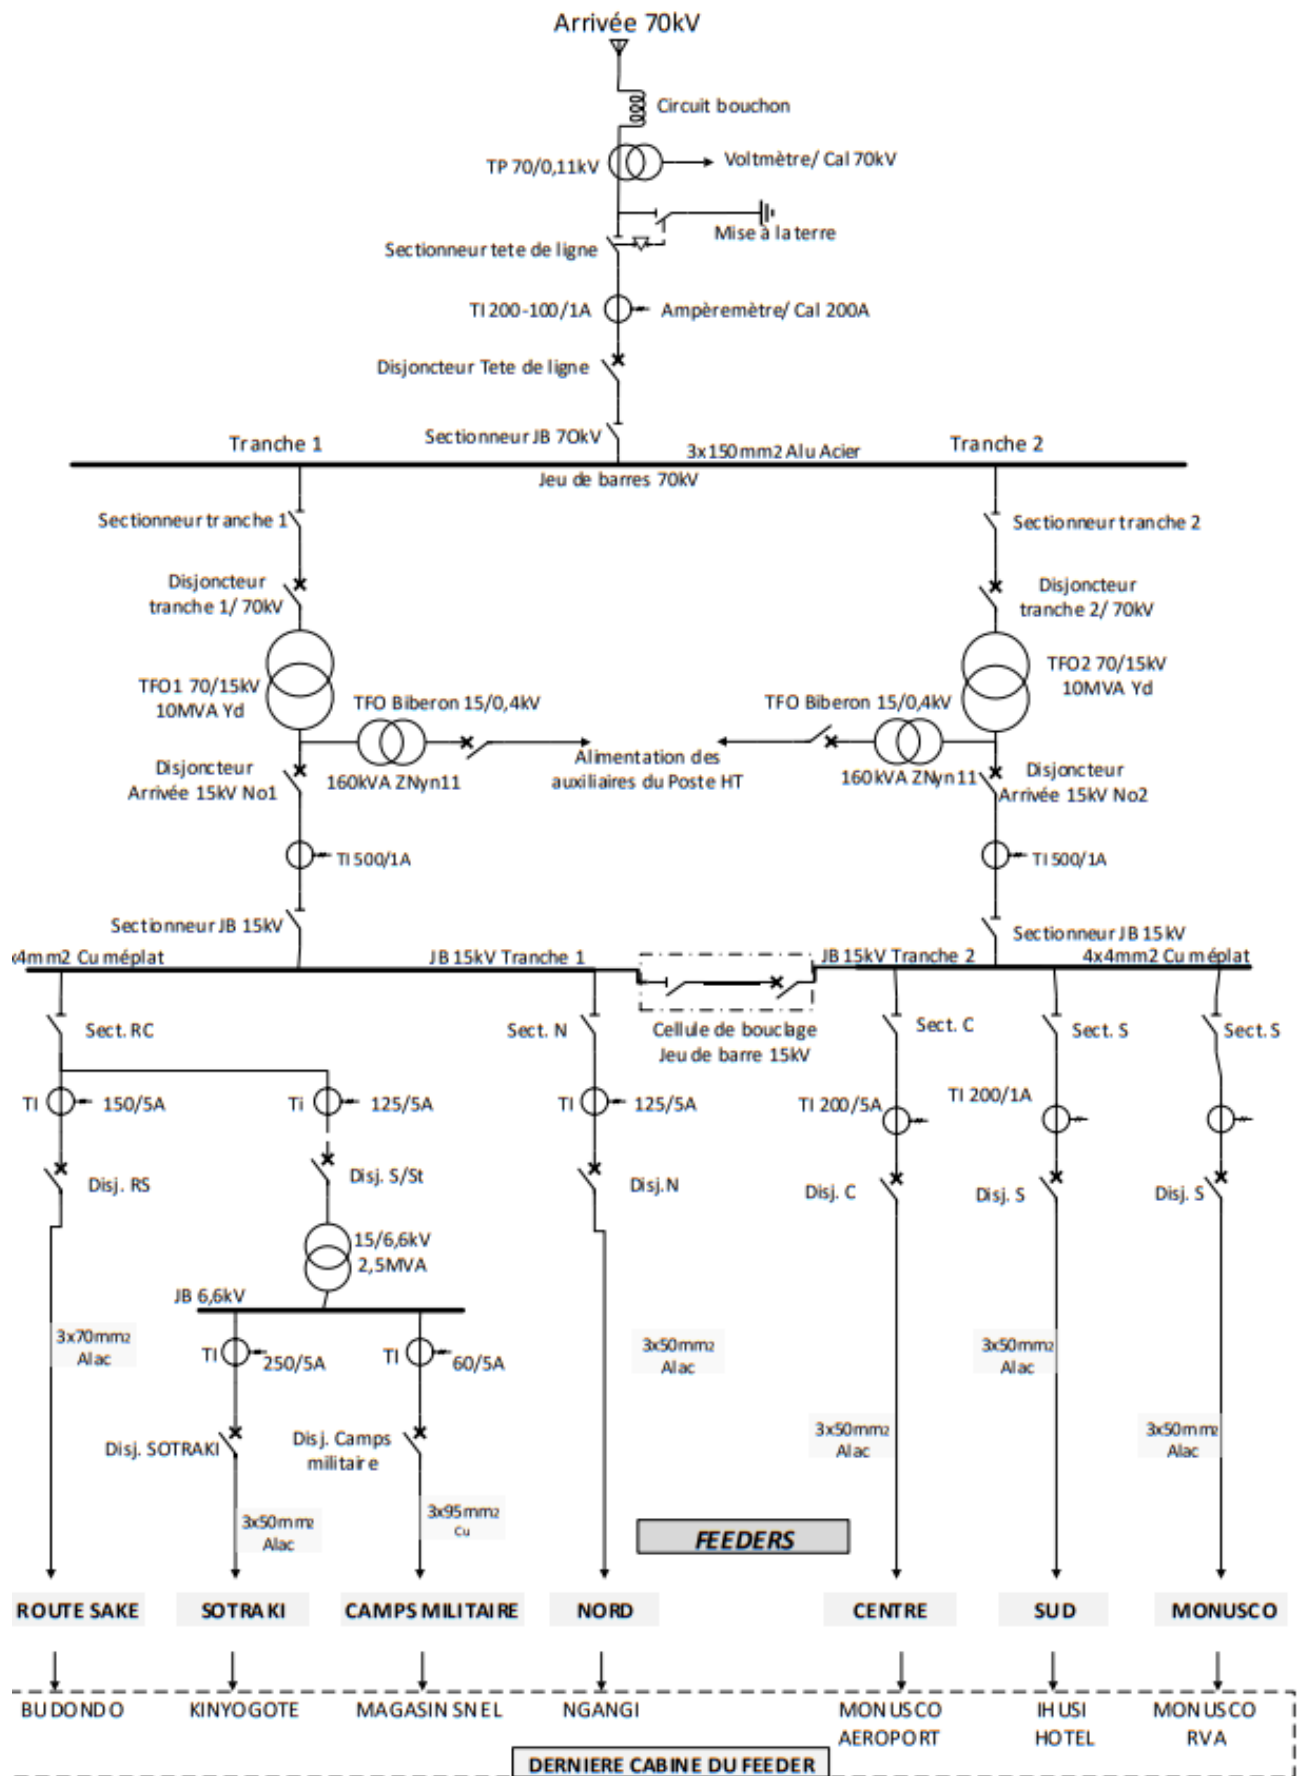 Arrivée 70kV
Circuit bouchon
TP 70/0,11kV
Voltmètre/ Cal 70kV
Mise à la terre
Sectionneur tete de ligne
TI 200-100/1A
Ampèremètre/ Cal 200A
Disjoncteur Tete de ligne
Sectionneur JB 70kV
Tranche 1
3x150mm2 Alu Acier
Tranche 2
Jeu de barres 70kV
Sectionneur tranche 1
Sectionneur tranche 2
Disjoncteur
tranche 1/ 70kV
Disjoncteur
tranche 2/ 70kV
TFO1 70/15kV
10MVA Yd
TFO2 70/15kV
10MVA Yd
TFO Biberon 15/0,4kV
TFO Biberon 15/0,4kV
Alimentation des
auxiliaires du Poste HT
160kVA ZNyn11
160kVA ZNyn11
Disjoncteur
Arrivée 15kV No1
Disjoncteur
Arrivée 15kV No2
TI 500/1A
TI 500/1A
Sectionneur JB 15kV
Sectionneur JB 15kV
x4mm2 Cu méplat
JB 15kV Tranche 1
JB 15kV Tranche 2
4x4mm2 Cu méplat
Sect. RC
Sect. N
Cellule de bouclage
Jeu de barre 15kV
Sect. C
Sect. S
Sect. S
TI
150/5A
Ti
125/5A
TI
125/5A
TI 200/5A
TI 200/1A
Disj. RS
Disj. S/St
Disj.N
Disj. C
Disj. S
Disj. S
15/6,6kV
2,5MVA
JB 6,6kV
3x70mm2
Alac
TI
250/5A
TI
60/5A
3x50mm2
Alac
3x50mm2
Alac
Disj. SOTRAKI
Disj. Camps
militaire
3x50mm2
Alac
3x50mm2
Alac
3x50mm2
Alac
3x95mm2
Cu
FEEDERS
ROUTE SAKE
SOTRAKI
CAMPS MILITAIRE
NORD
CENTRE
SUD
MONUSCO
BUDONDO
KINYOGOTE
MAGASIN SNEL
NGANGI
MONUSCO
AEROPORT
IHUSI
HOTEL
MONUSCO
RVA
DERNIERE CABINE DU FEEDER